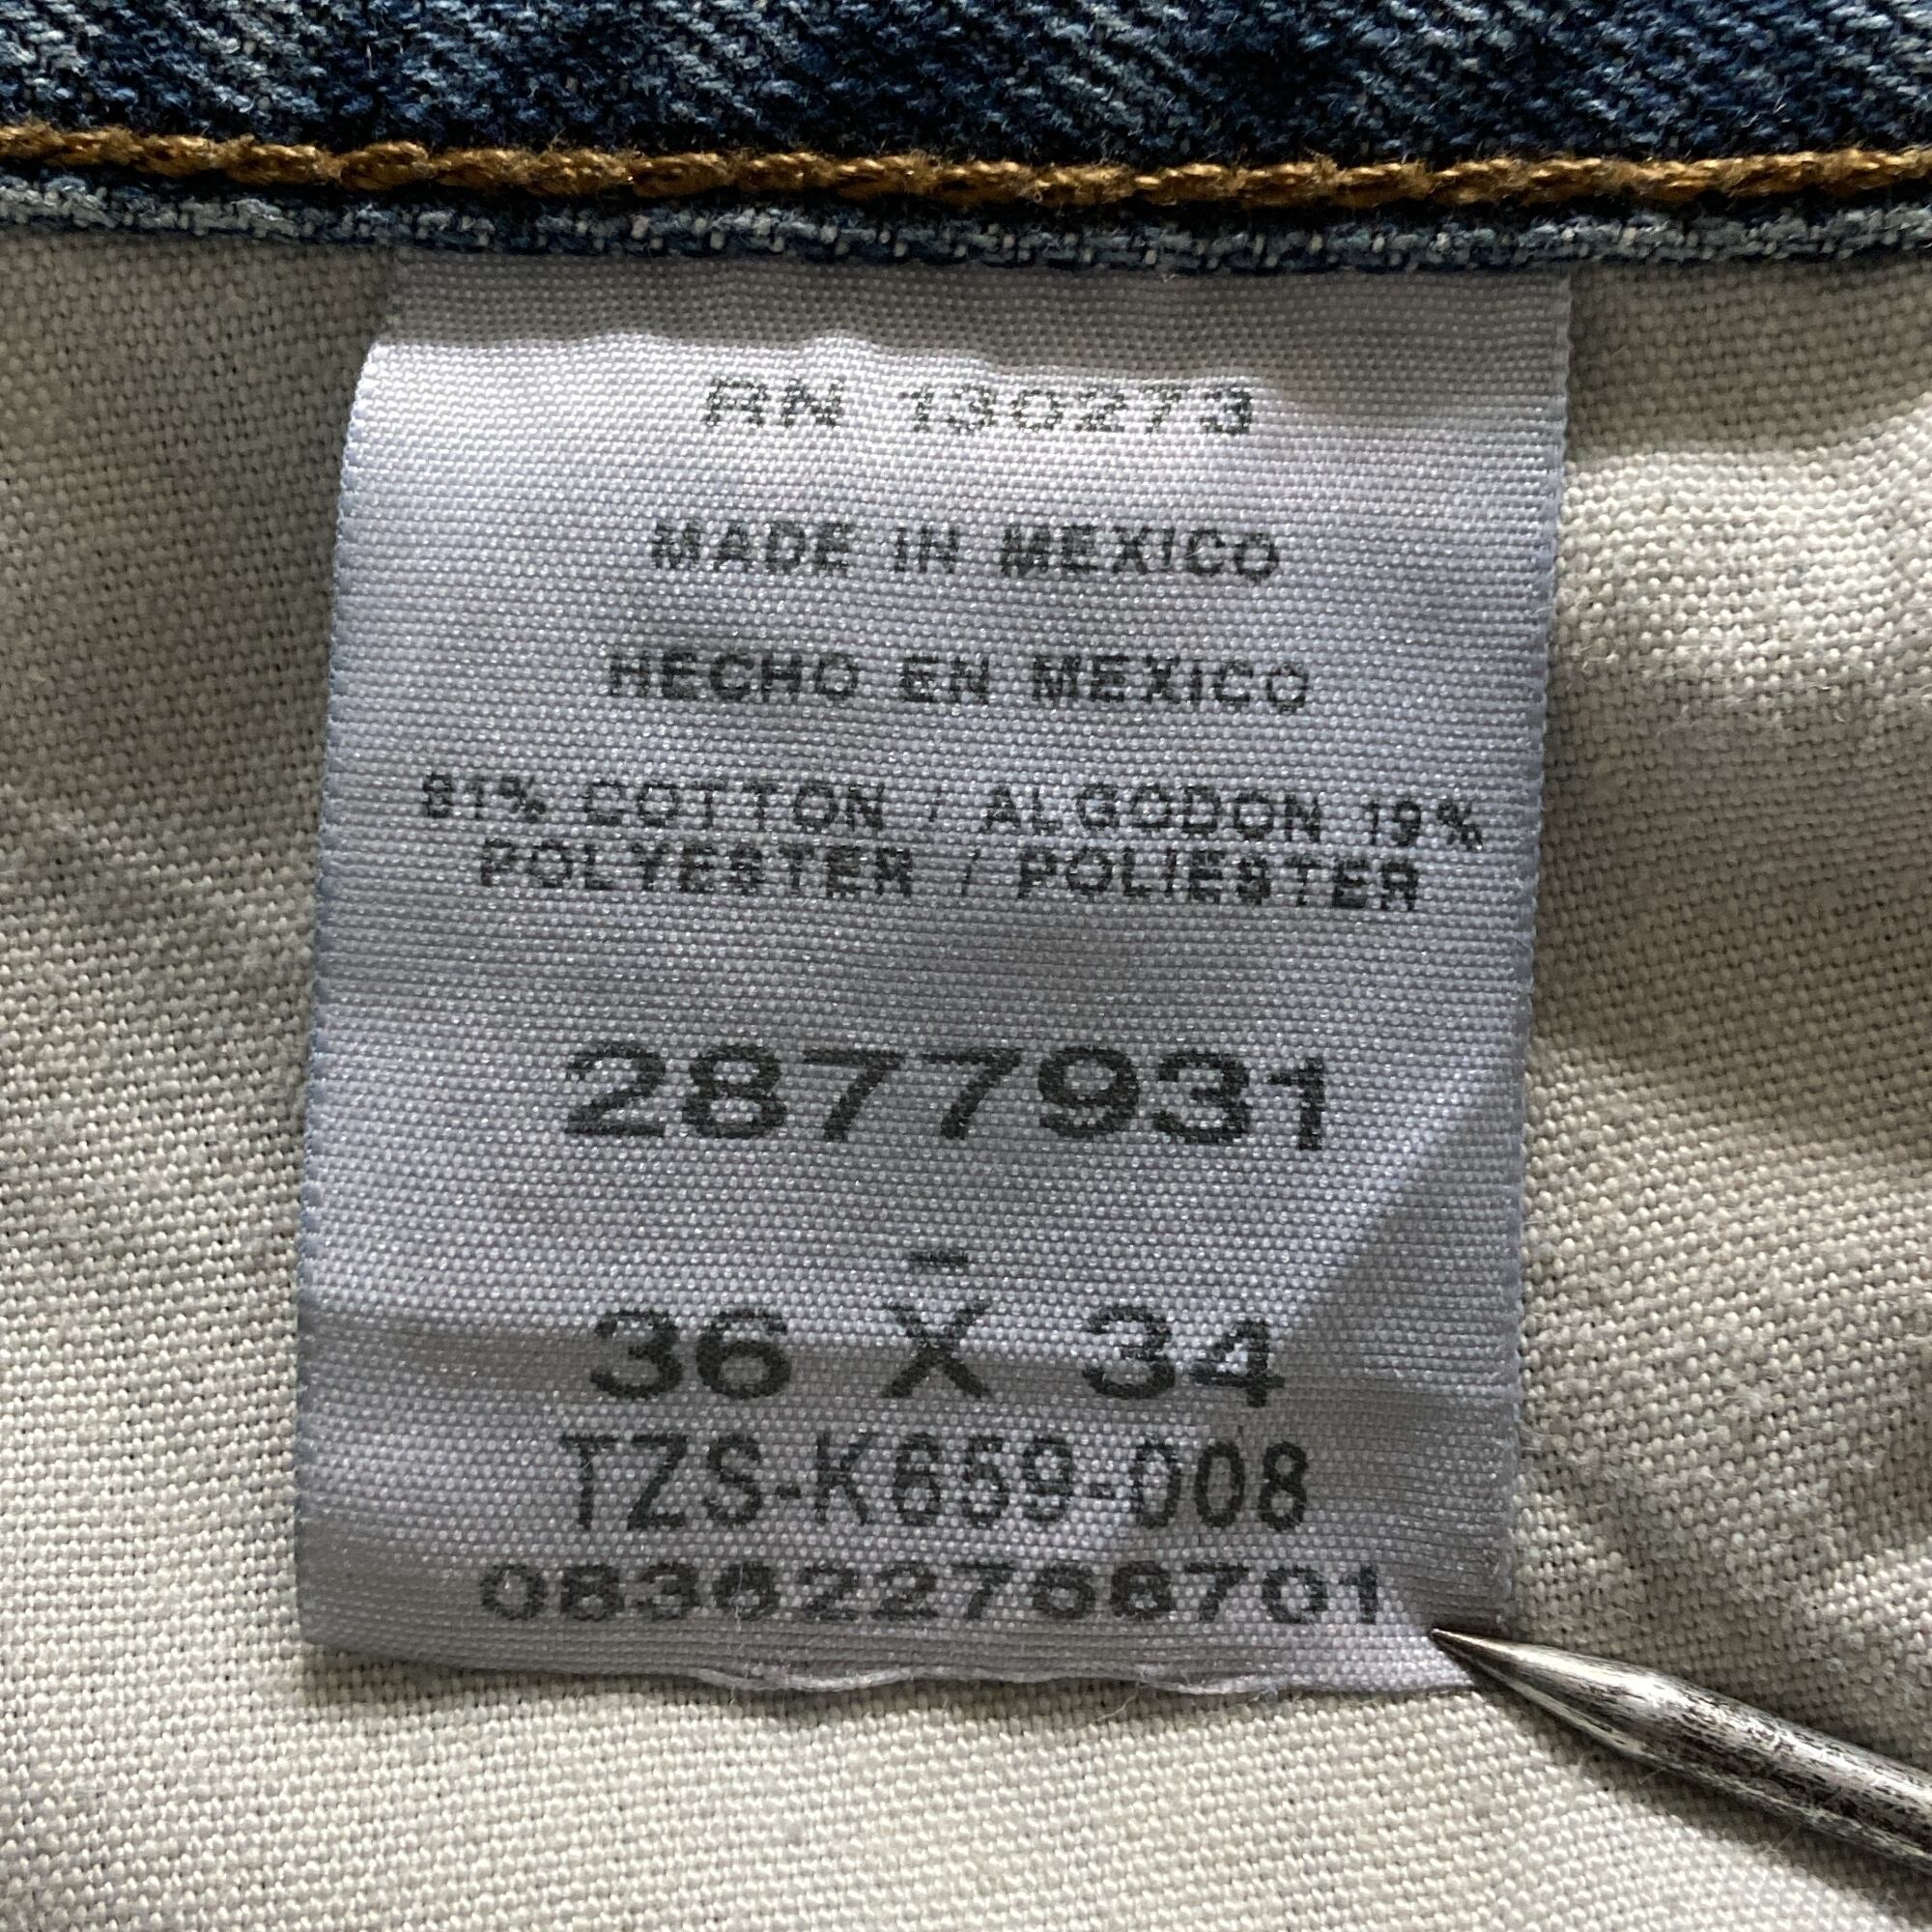 RN 130273
MADE IN MEXICO
HECHO EN MEXICO
81% COTTON / ALGODON 19%
POLYESTER / POLIESTER
2877931
-
36 X 34
TZS-K659-008